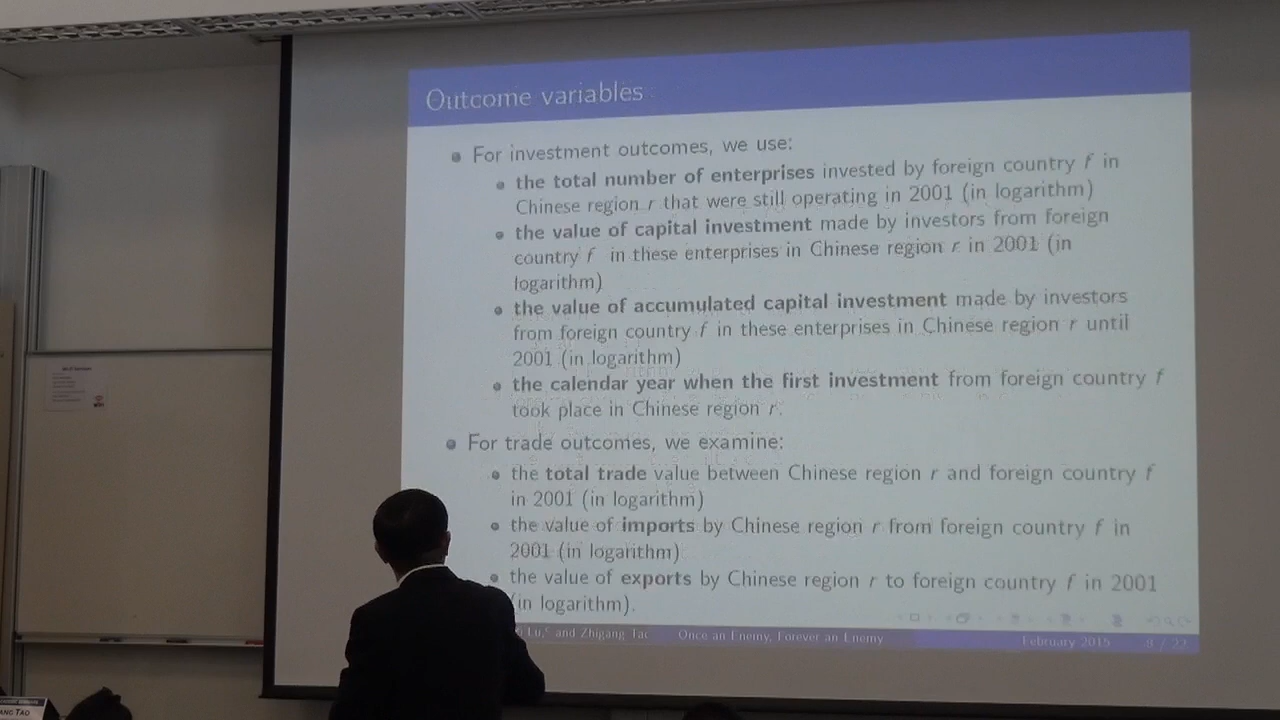 Outcome variables
For investment outcomes, we use:
the total number of enterprises invested by foreign country f in
Chinese region r that were still operating in 2001 (in logarithm)
the value of capital investment made by investors from foreign
country f in these enterprises in Chinese region r in 2001 (in
logarithm)
the value of accumulated capital investment made by investors
from foreign country f in these enterprises in Chinese region r until
2001 (in logarithm)
the calendar year when the first investment from foreign country f
took place in Chinese region r.
For trade outcomes, we examine:
the total trade value between Chinese region r and foreign country f
in 2001 (in logarithm)
the value of imports by Chinese region r from foreign country f in
2001 (in logarithm)
the value of exports by Chinese region r to foreign country f in 2001
(in logarithm).
Lu, and Zhigang Tao Once an Enemy, Forever an Enemy February 2015 8 / 22
ANG TAO